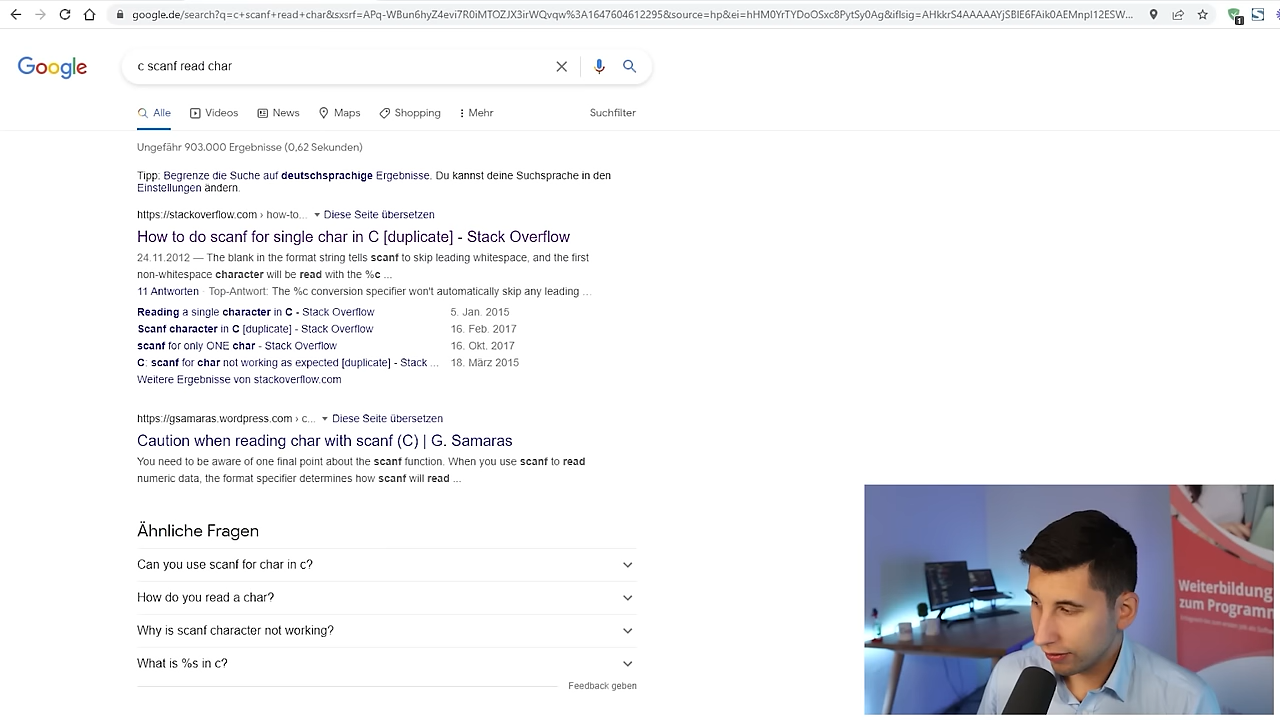 google.de/search?q=c+scanf+read+char&sxsrf=APq-WBun6hyZ4evi7R0iMTOZJX3irWQvqw%3A1647604612295&source=hp&ei=hHM0YrTYDoOSxc8PytSy0Ag&iflsig=AHkkrS4AAAAAYjSBlE6FAik0AEMnpl12ESW...
1
Google
c scanf read char
Alle Videos News Maps Shopping Mehr Suchfilter
Ungefähr 903.000 Ergebnisse (0,62 Sekunden)
Tipp: Begrenze die Suche auf deutschsprachige Ergebnisse. Du kannst deine Suchsprache in den
Einstellungen ändern.
https://stackoverflow.com › how-to... Diese Seite übersetzen
How to do scanf for single char in C [duplicate] - Stack Overflow
24.11.2012 — The blank in the format string tells scanf to skip leading whitespace, and the first
non-whitespace character will be read with the %c ...
11 Antworten · Top-Antwort: The %c conversion specifier won't automatically skip any leading ...
Reading a single character in C - Stack Overflow 5. Jan. 2015
Scanf character in C [duplicate] - Stack Overflow 16. Feb. 2017
scanf for only ONE char - Stack Overflow 16. Okt. 2017
C: scanf for char not working as expected [duplicate] - Stack ... 18. März 2015
Weitere Ergebnisse von stackoverflow.com
https://gsamaras.wordpress.com › c... Diese Seite übersetzen
Caution when reading char with scanf (C) | G. Samaras
You need to be aware of one final point about the scanf function. When you use scanf to read
numeric data, the format specifier determines how scanf will read ...
Ähnliche Fragen
Can you use scanf for char in c?
How do you read a char?
Why is scanf character not working?
What is %s in c?
Feedback geben
Weiterbildung
zum Programm